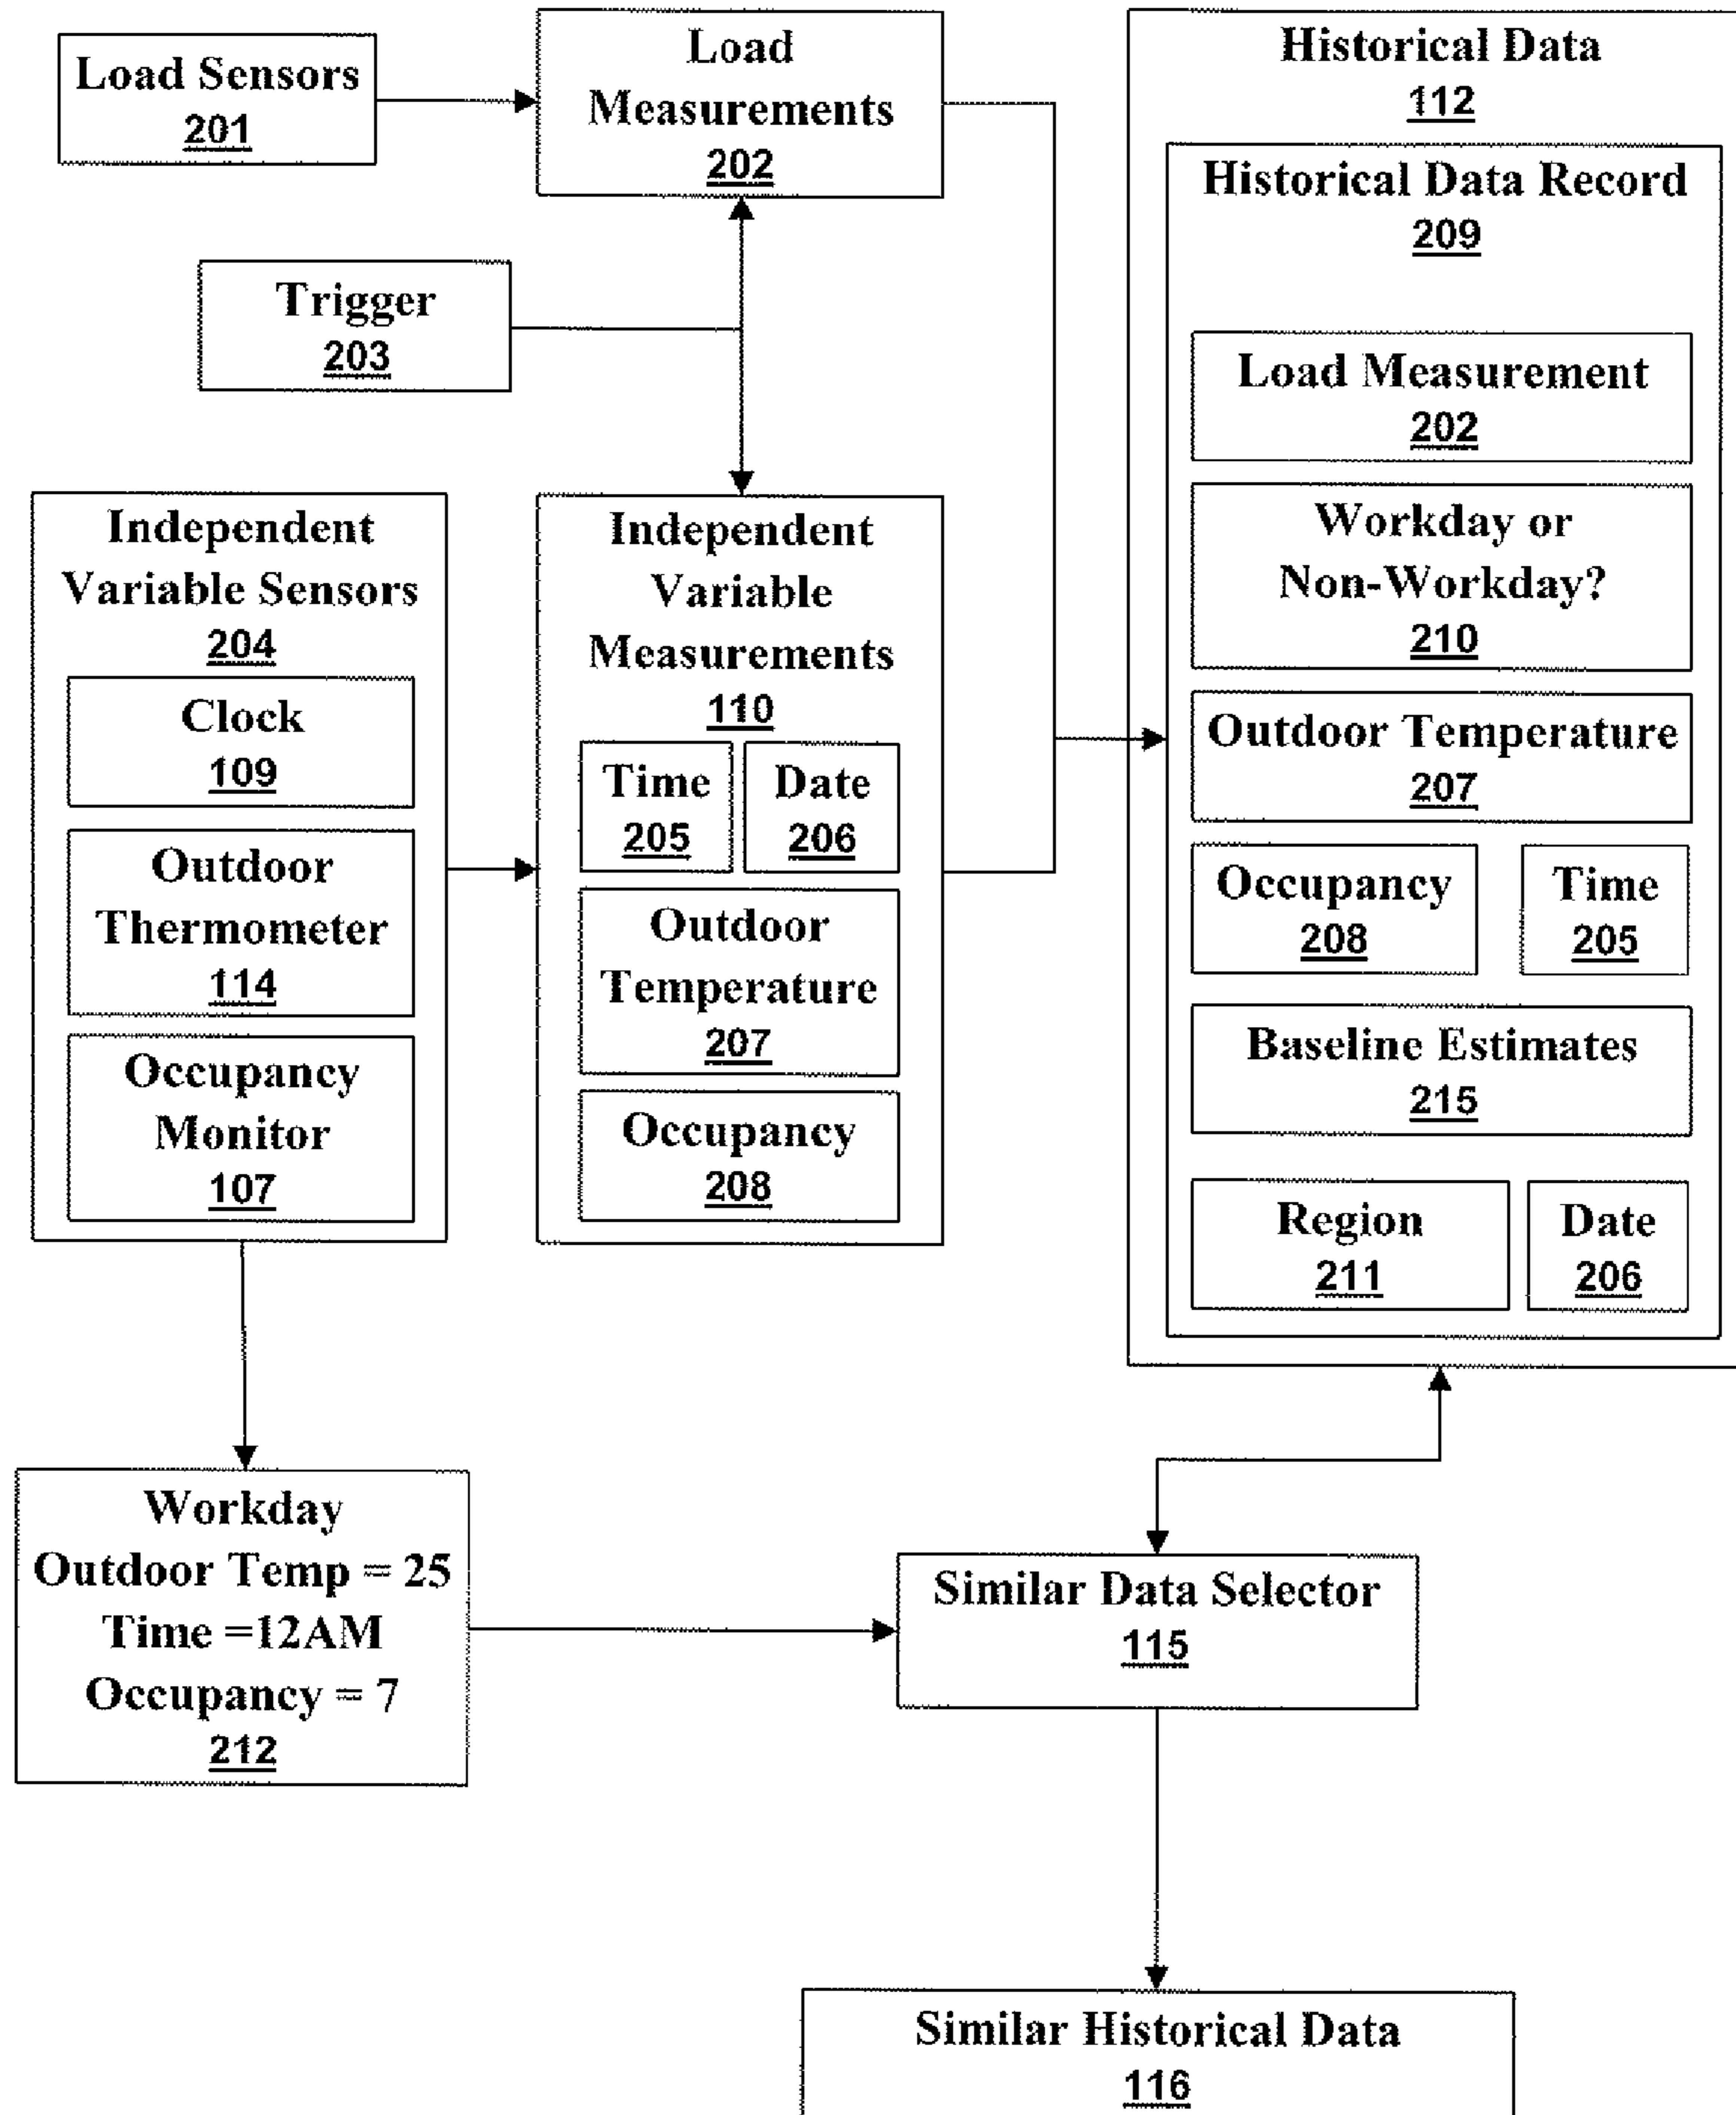 Load Sensors
201
Load
Measurements
202
Trigger
203
Independent
Variable Sensors
204
Clock
109
Outdoor
Thermometer
114
Occupancy
Monitor
107
Independent
Variable
Measurements
110
Time
205
Date
206
Outdoor
Temperature
207
Occupancy
208
Historical Data
112
Historical Data Record
209
Load Measurement
202
Workday or
Non-Workday?
210
Outdoor Temperature
207
Occupancy
208
Time
205
Baseline Estimates
215
Region
211
Date
206
Workday
Outdoor Temp = 25
Time =12AM
Occupancy = 7
212
Similar Data Selector
115
Similar Historical Data
116